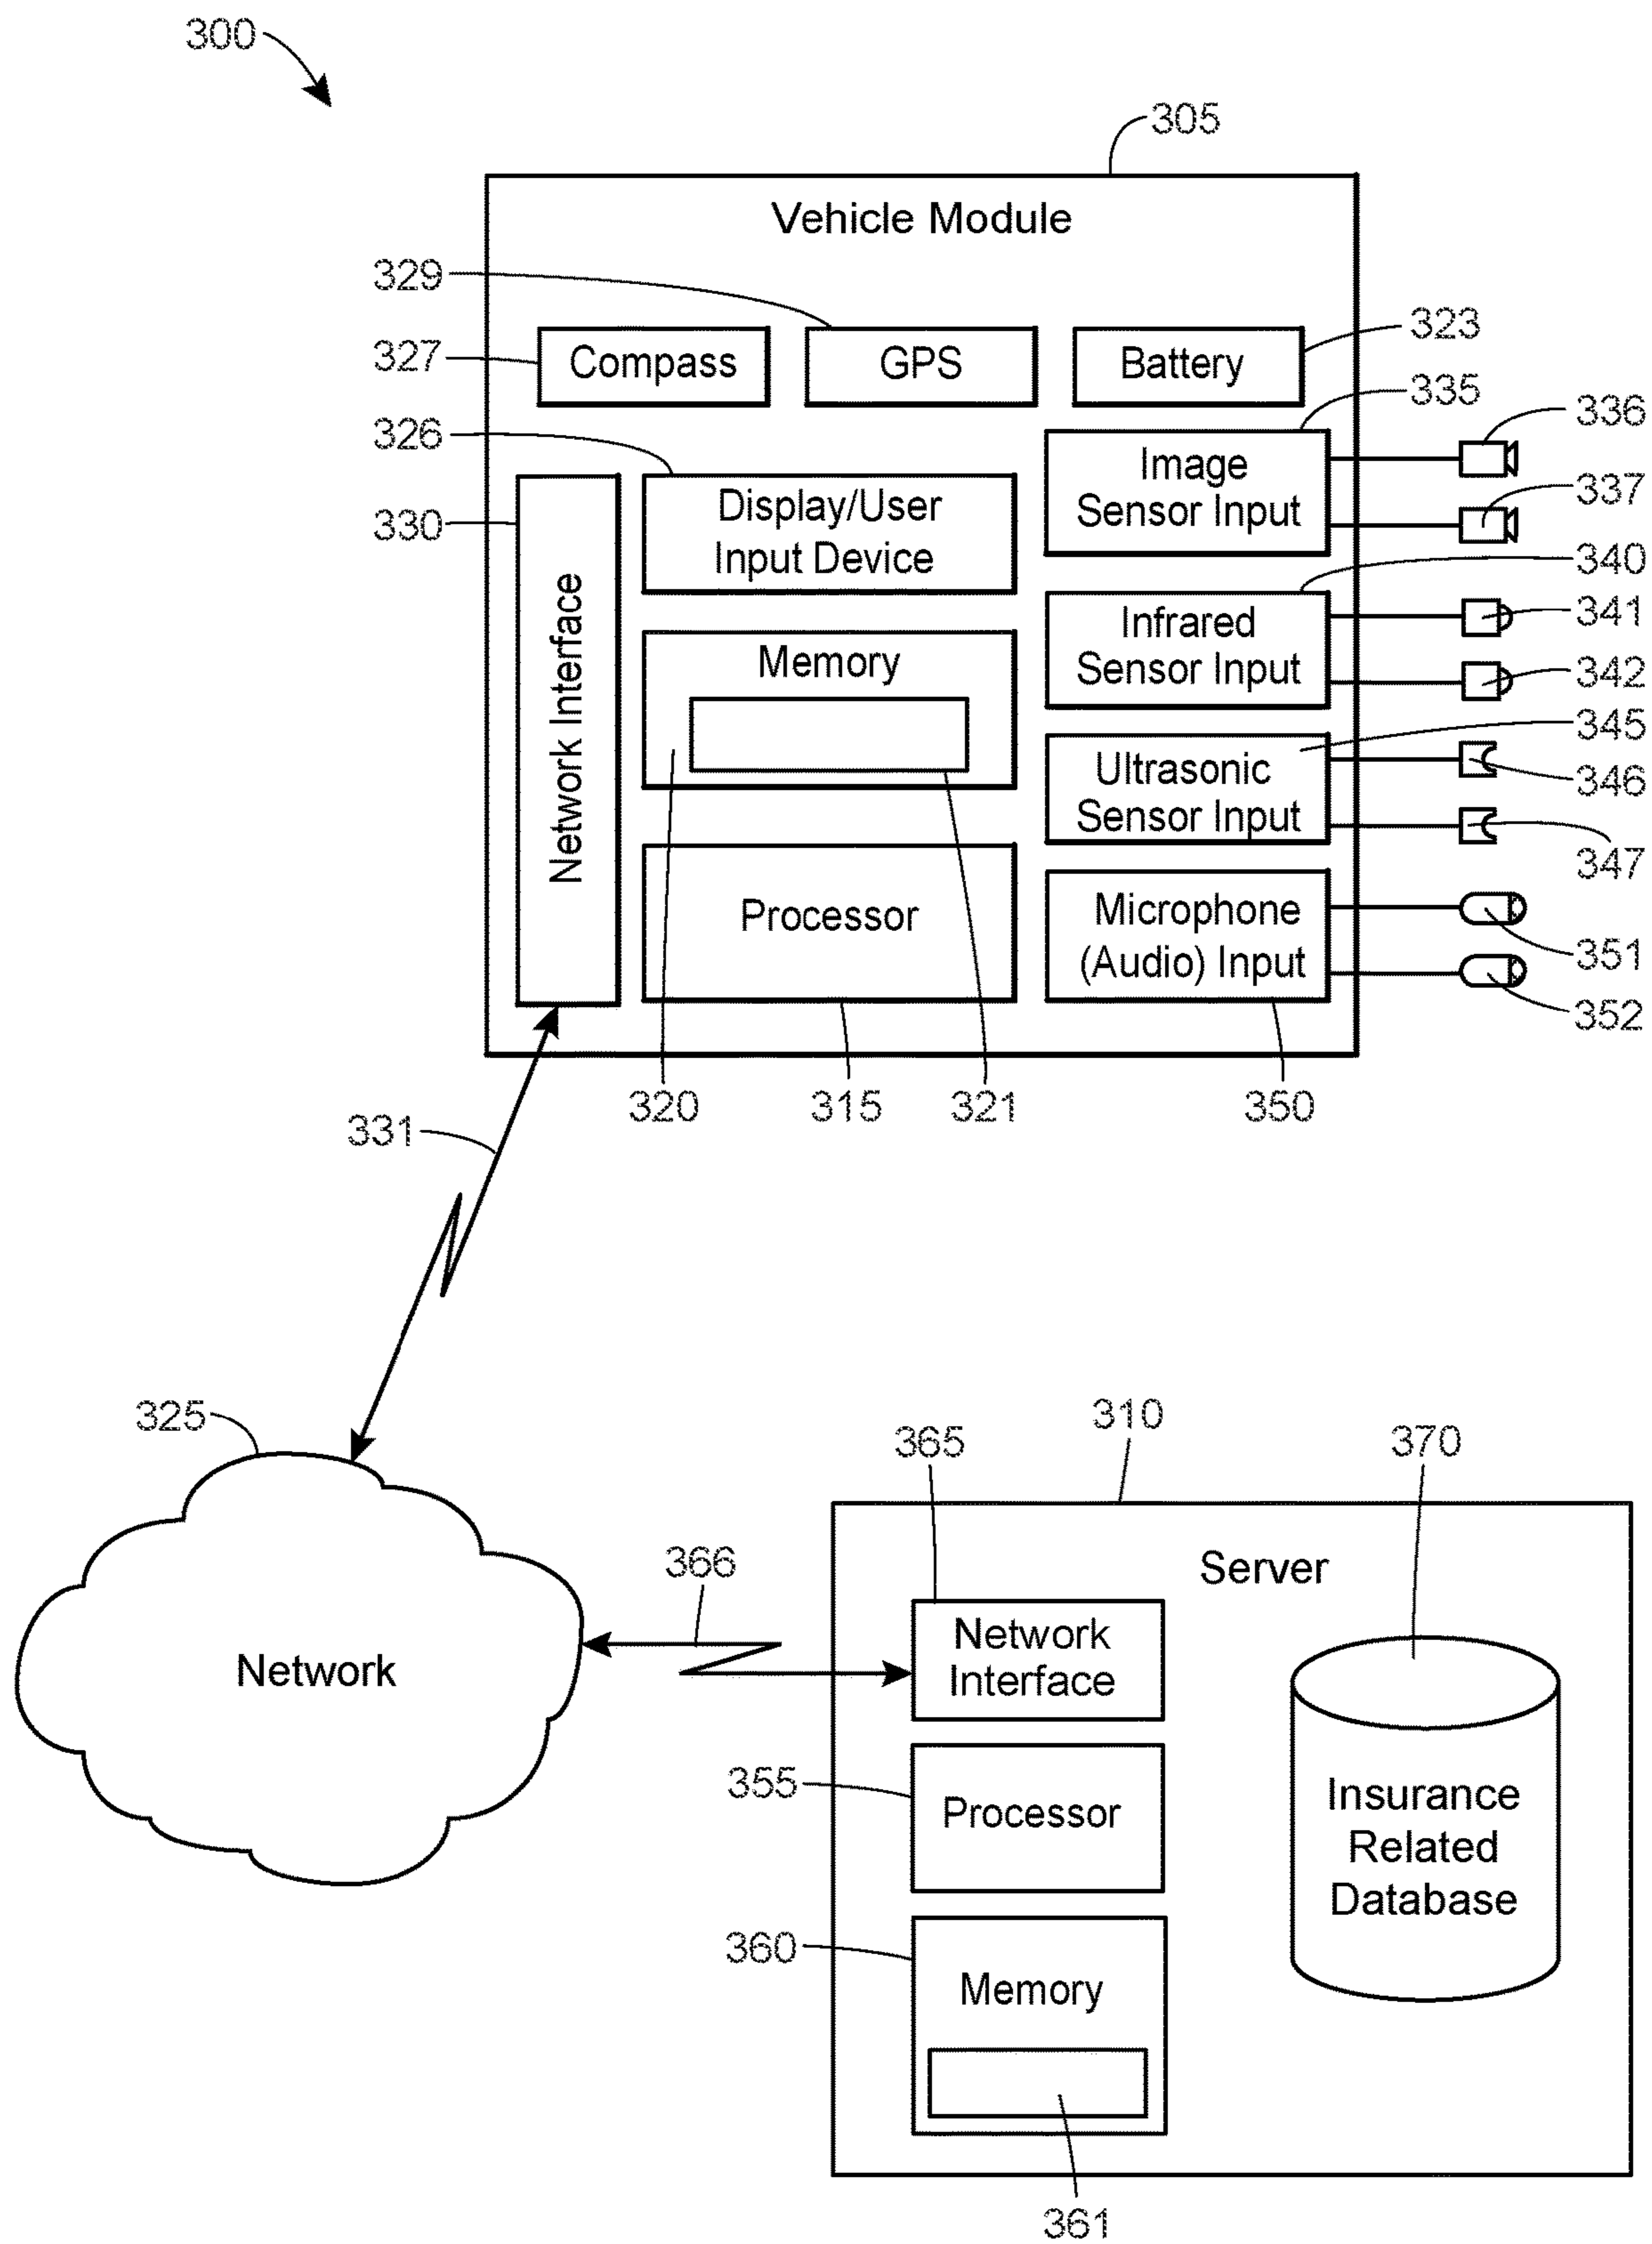 300
305
Vehicle Module
329
327
Compass
GPS
Battery
323
335
326
330
Network Interface
Display/User
Input Device
Image
Sensor Input
336
337
340
Infrared
Sensor Input
341
342
Memory
345
Ultrasonic
Sensor Input
346
347
Processor
Microphone
(Audio) Input
351
352
320
315
321
350
331
325
Network
366
310
365
370
Server
Network
Interface
355
Processor
Insurance
Related
Database
360
Memory
361